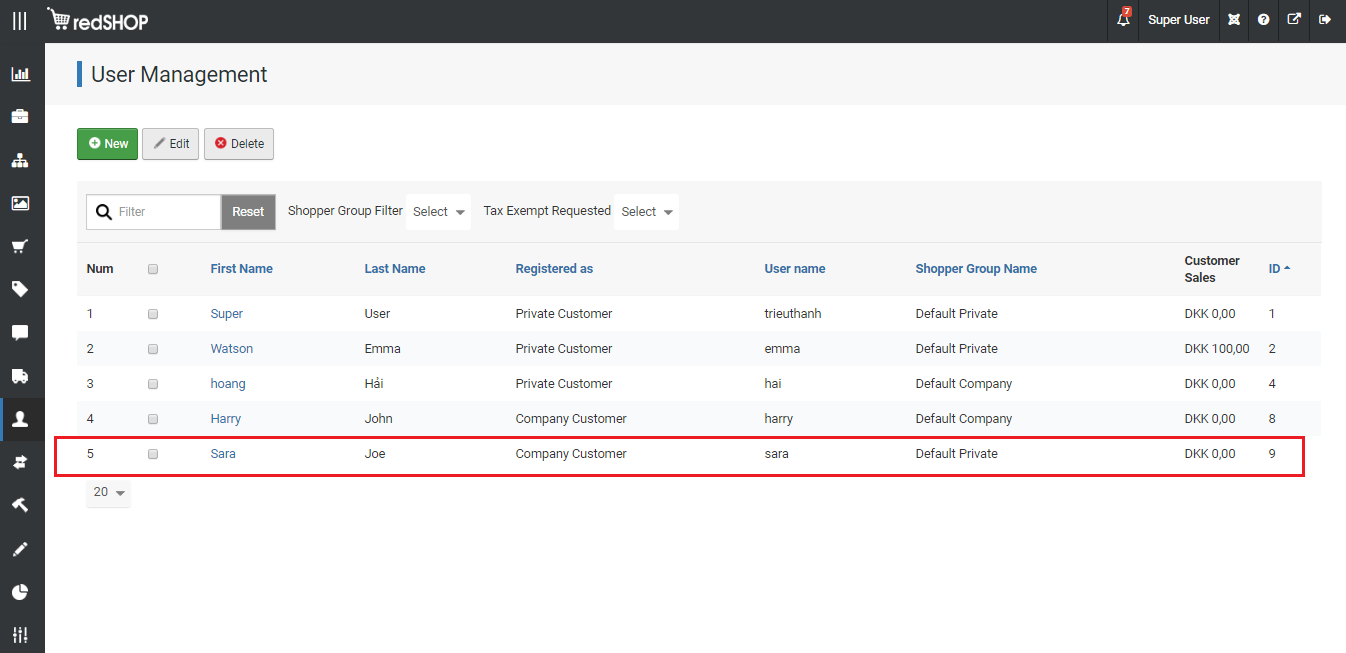 redSHOP
7
Super User
User Management
New
Edit
Delete
Filter
Reset
Shopper Group Filter
Select
Tax Exempt Requested
Select
Num First Name Last Name Registered as User name Shopper Group Name Customer Sales ID
1 Super User Private Customer trieuthanh Default Private DKK 0,00 1
2 Watson Emma Private Customer emma Default Private DKK 100,00 2
3 hoang Hải Private Customer hai Default Company DKK 0,00 4
4 Harry John Company Customer harry Default Company DKK 0,00 8
5 Sara Joe Company Customer sara Default Private DKK 0,00 9
20